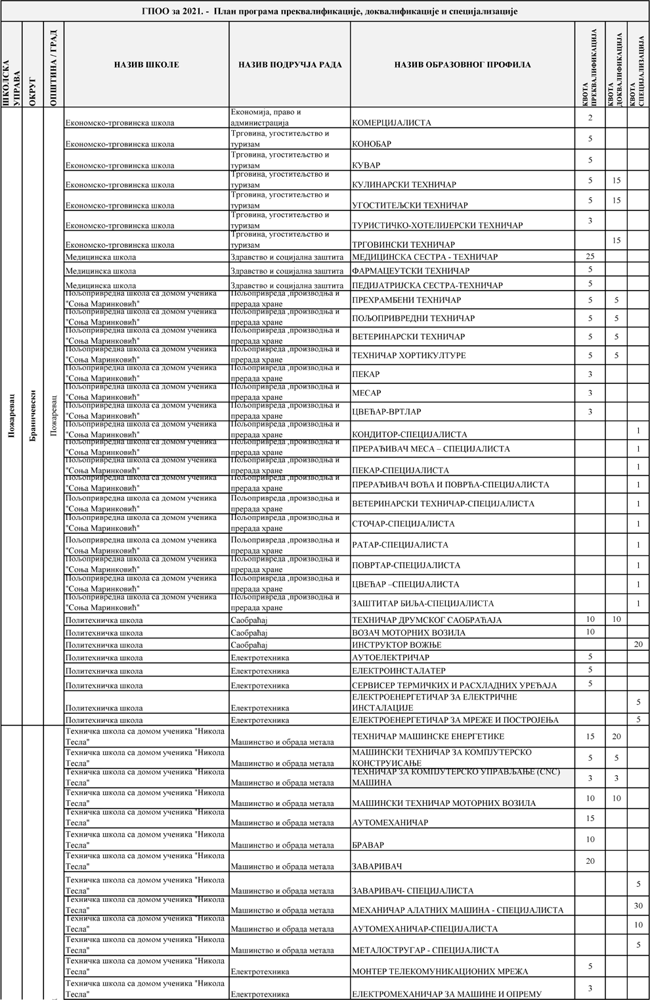 ГПОО за 2021. - План програма преквалификације, доквалификације и специјализације
ШКОЛСКА УПРАВА ОКРУГ ОПШТИНА / ГРАД НАЗИВ ШКОЛЕ НАЗИВ ПОДРУЧЈА РАДА НАЗИВ ОБРАЗОВНОГ ПРОФИЛА КВОТА ПРЕКВАЛИФИКАЦИЈА КВОТА ДОКВАЛИФИКАЦИЈА КВОТА СПЕЦИЈАЛИЗАЦИЈА
Пожаревац Браничевски Пожаревац
Економско-трговинска школа Економија, право и администрација КОМЕРЦИЈАЛИСТА 2
Економско-трговинска школа Трговина, угоститељство и туризам КОНОБАР 5
Економско-трговинска школа Трговина, угоститељство и туризам КУВАР 5
Економско-трговинска школа Трговина, угоститељство и туризам КУЛИНАРСКИ ТЕХНИЧАР 5 15
Економско-трговинска школа Трговина, угоститељство и туризам УГОСТИТЕЉСКИ ТЕХНИЧАР 5 15
Економско-трговинска школа Трговина, угоститељство и туризам ТУРИСТИЧКО-ХОТЕЛИЈЕРСКИ ТЕХНИЧАР 3
Економско-трговинска школа Трговина, угоститељство и туризам ТРГОВИНСКИ ТЕХНИЧАР 15
Медицинска школа Здравство и социјална заштита МЕДИЦИНСКА СЕСТРА - ТЕХНИЧАР 25
Медицинска школа Здравство и социјална заштита ФАРМАЦЕУТСКИ ТЕХНИЧАР 5
Медицинска школа Здравство и социјална заштита ПЕДИЈАТРИЈСКА СЕСТРА-ТЕХНИЧАР 5
Пољопривредна школа са домом ученика "Соња Маринковић" Пољопривреда ,производња и прерада хране ПРЕХРАМБЕНИ ТЕХНИЧАР 5 5
Пољопривредна школа са домом ученика "Соња Маринковић" Пољопривреда ,производња и прерада хране ПОЉОПРИВРЕДНИ ТЕХНИЧАР 5 5
Пољопривредна школа са домом ученика "Соња Маринковић" Пољопривреда ,производња и прерада хране ВЕТЕРИНАРСКИ ТЕХНИЧАР 5 5
Пољопривредна школа са домом ученика "Соња Маринковић" Пољопривреда ,производња и прерада хране ТЕХНИЧАР ХОРТИКУЛТУРЕ 5 5
Пољопривредна школа са домом ученика "Соња Маринковић" Пољопривреда ,производња и прерада хране ПЕКАР 3
Пољопривредна школа са домом ученика "Соња Маринковић" Пољопривреда ,производња и прерада хране МЕСАР 3
Пољопривредна школа са домом ученика "Соња Маринковић" Пољопривреда ,производња и прерада хране ЦВЕЋАР-ВРТЛАР 3
Пољопривредна школа са домом ученика "Соња Маринковић" Пољопривреда ,производња и прерада хране КОНДИТОР-СПЕЦИЈАЛИСТА 1
Пољопривредна школа са домом ученика "Соња Маринковић" Пољопривреда ,производња и прерада хране ПРЕРАЂИВАЧ МЕСА – СПЕЦИЈАЛИСТА 1
Пољопривредна школа са домом ученика "Соња Маринковић" Пољопривреда ,производња и прерада хране ПЕКАР-СПЕЦИЈАЛИСТА 1
Пољопривредна школа са домом ученика "Соња Маринковић" Пољопривреда ,производња и прерада хране ПРЕРАЂИВАЧ ВОЋА И ПОВРЋА-СПЕЦИЈАЛИСТА 1
Пољопривредна школа са домом ученика "Соња Маринковић" Пољопривреда ,производња и прерада хране ВЕТЕРИНАРСКИ ТЕХНИЧАР-СПЕЦИЈАЛИСТА 1
Пољопривредна школа са домом ученика "Соња Маринковић" Пољопривреда ,производња и прерада хране СТОЧАР-СПЕЦИЈАЛИСТА 1
Пољопривредна школа са домом ученика "Соња Маринковић" Пољопривреда ,производња и прерада хране РАТАР-СПЕЦИЈАЛИСТА 1
Пољопривредна школа са домом ученика "Соња Маринковић" Пољопривреда ,производња и прерада хране ПОВРТАР-СПЕЦИЈАЛИСТА 1
Пољопривредна школа са домом ученика "Соња Маринковић" Пољопривреда ,производња и прерада хране ЦВЕЋАР –СПЕЦИЈАЛИСТА 1
Пољопривредна школа са домом ученика "Соња Маринковић" Пољопривреда ,производња и прерада хране ЗАШТИТАР БИЉА-СПЕЦИЈАЛИСТА 1
Политехничка школа Саобраћај ТЕХНИЧАР ДРУМСКОГ САОБРАЋАЈА 10 10
Политехничка школа Саобраћај ВОЗАЧ МОТОРНИХ ВОЗИЛА 10
Политехничка школа Саобраћај ИНСТРУКТОР ВОЖЊЕ 20
Политехничка школа Електротехника АУТОЕЛЕКТРИЧАР 5
Политехничка школа Електротехника ЕЛЕКТРОИНСТАЛАТЕР 5
Политехничка школа Електротехника СЕРВИСЕР ТЕРМИЧКИХ И РАСХЛАДНИХ УРЕЂАЈА 5
Политехничка школа Електротехника ЕЛЕКТРОЕНЕРГЕТИЧАР ЗА ЕЛЕКТРИЧНЕ ИНСТАЛАЦИЈЕ 5
Политехничка школа Електротехника ЕЛЕКТРОЕНЕРГЕТИЧАР ЗА МРЕЖЕ И ПОСТРОЈЕЊА 5
Техничка школа са домом ученика "Никола Тесла" Машинство и обрада метала ТЕХНИЧАР МАШИНСКЕ ЕНЕРГЕТИКЕ 15 20
Техничка школа са домом ученика "Никола Тесла" Машинство и обрада метала МАШИНСКИ ТЕХНИЧАР ЗА КОМПЈУТЕРСКО КОНСТРУИСАЊЕ 5 5
Техничка школа са домом ученика "Никола Тесла" Машинство и обрада метала ТЕХНИЧАР ЗА КОМПЈУТЕРСКО УПРАВЉАЊЕ (CNC) МАШИНА 3 3
Техничка школа са домом ученика "Никола Тесла" Машинство и обрада метала МАШИНСКИ ТЕХНИЧАР МОТОРНИХ ВОЗИЛА 10 10
Техничка школа са домом ученика "Никола Тесла" Машинство и обрада метала АУТОМЕХАНИЧАР 15
Техничка школа са домом ученика "Никола Тесла" Машинство и обрада метала БРАВАР 10
Техничка школа са домом ученика "Никола Тесла" Машинство и обрада метала ЗАВАРИВАЧ 20
Техничка школа са домом ученика "Никола Тесла" Машинство и обрада метала ЗАВАРИВАЧ- СПЕЦИЈАЛИСТА 5
Техничка школа са домом ученика "Никола Тесла" Машинство и обрада метала МЕХАНИЧАР АЛАТНИХ МАШИНА - СПЕЦИЈАЛИСТА 30
Техничка школа са домом ученика "Никола Тесла" Машинство и обрада метала АУТОМЕХАНИЧАР-СПЕЦИЈАЛИСТА 10
Техничка школа са домом ученика "Никола Тесла" Машинство и обрада метала МЕТАЛОСТРУГАР - СПЕЦИЈАЛИСТА 5
Техничка школа са домом ученика "Никола Тесла" Електротехника МОНТЕР ТЕЛЕКОМУНИКАЦИОНИХ МРЕЖА 5
Техничка школа са домом ученика "Никола Тесла" Електротехника ЕЛЕКТРОМЕХАНИЧАР ЗА МАШИНЕ И ОПРЕМУ 3